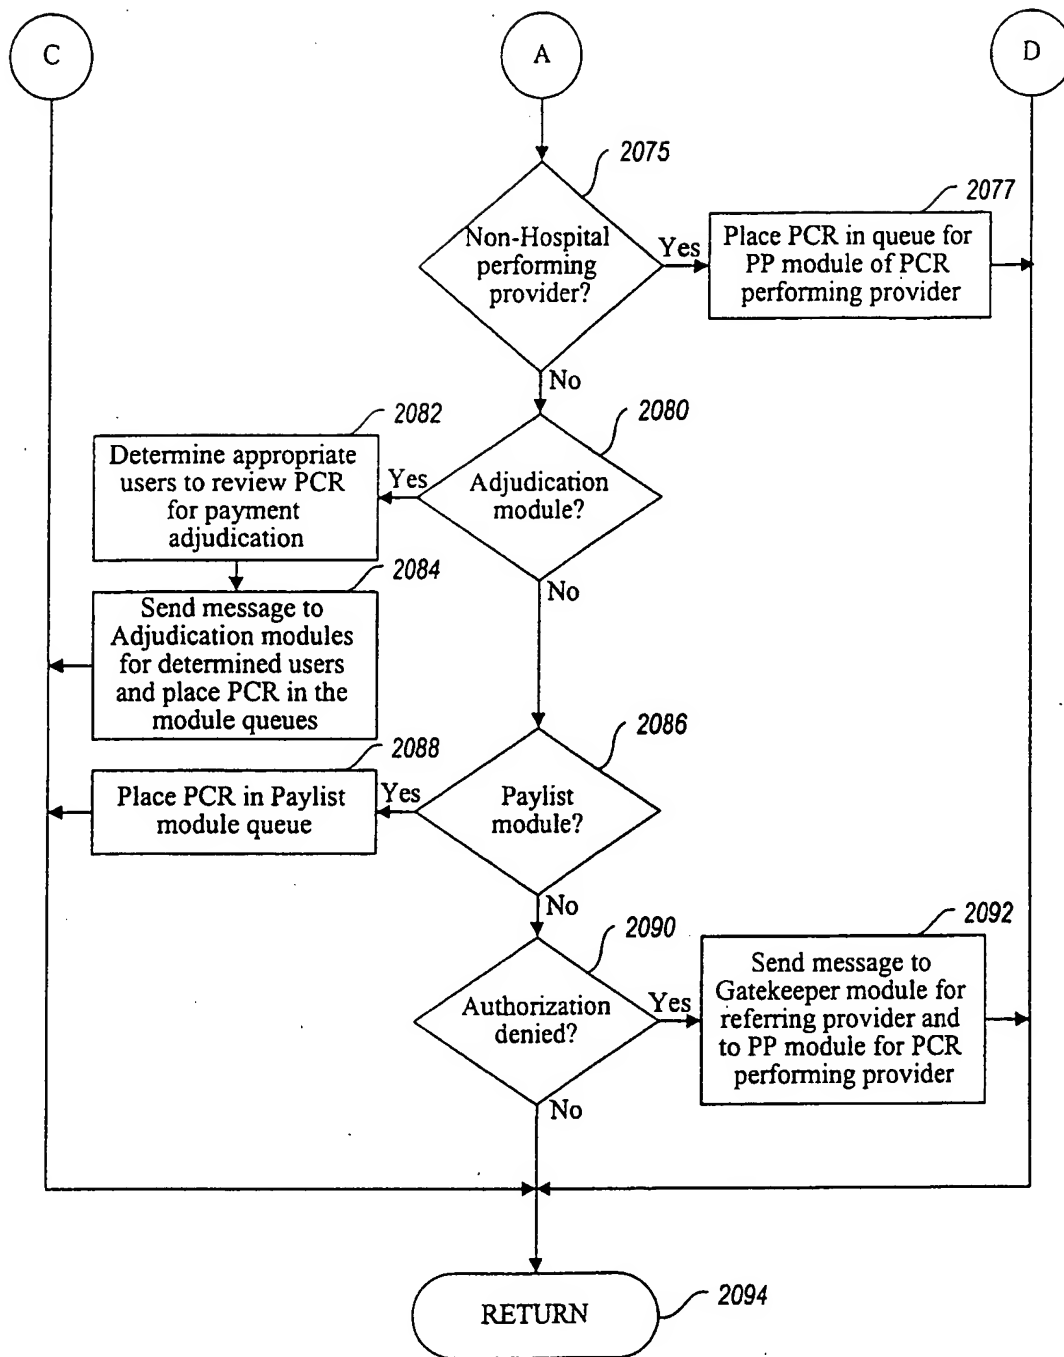 C
A
D
2075
Non-Hospital
performing
provider?
Yes
2077
Place PCR in queue for
PP module of PCR
performing provider
No
2080
Adjudication
module?
Yes
2082
Determine appropriate
users to review PCR
for payment
adjudication
2084
Send message to
Adjudication modules
for determined users
and place PCR in the
module queues
No
2086
Paylist
module?
Yes
2088
Place PCR in Paylist
module queue
No
2090
Authorization
denied?
Yes
2092
Send message to
Gatekeeper module for
referring provider and
to PP module for PCR
performing provider
No
RETURN
2094